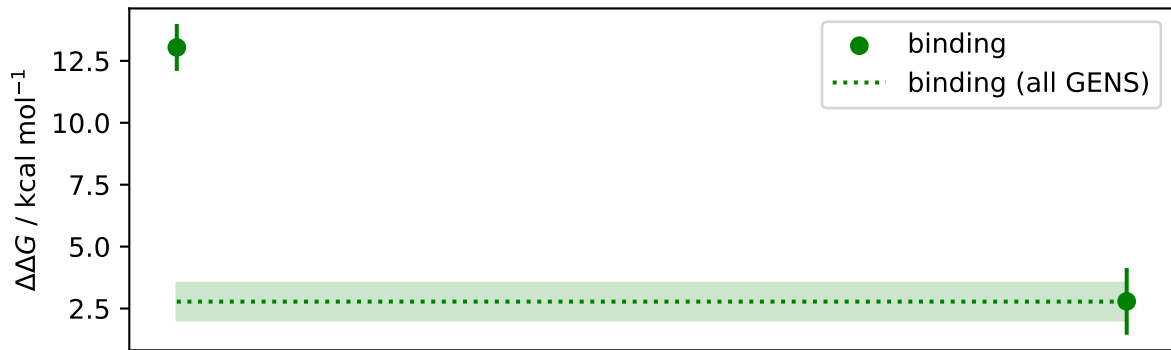 12.5
10.0
7.5
5.0
2.5
ΔΔG / kcal mol⁻¹
binding
binding (all GENS)